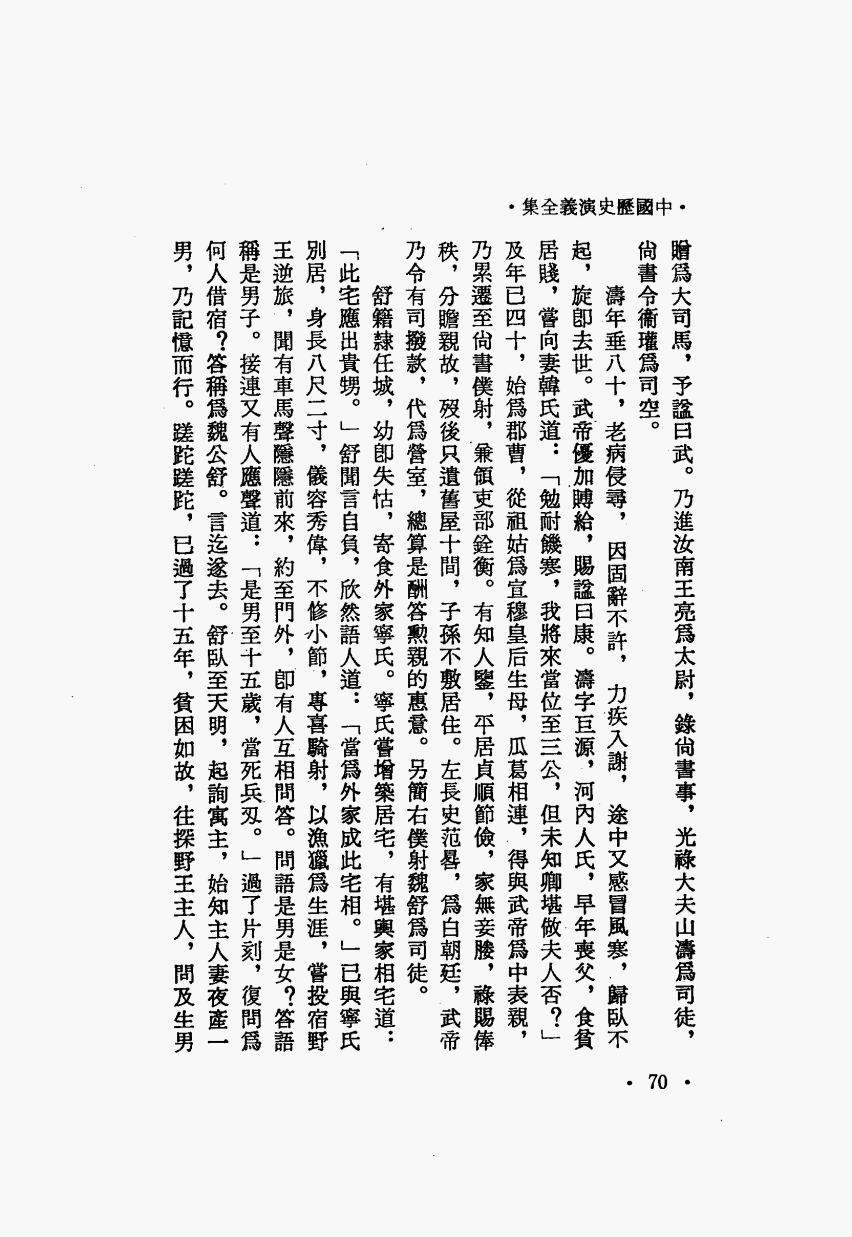 •中國歷史演義全集•
贈爲大司馬，予諡曰武。乃進汝南王亮爲太尉，錄尙書事，光祿大夫山濤爲司徒，
尙書令衞瓘爲司空。
濤年垂八十，老病侵尋，因固辭不許，力疾入謝，途中又感冒風寒，歸臥不
起，旋卽去世。武帝優加賻給，賜諡曰康。濤字巨源，河內人氏，早年喪父，食貧
居賤，嘗向妻韓氏道：「勉耐饑寒，我將來當位至三公，但未知卿堪做夫人否？」
及年已四十，始爲郡曹，從祖姑爲宣穆皇后生母，瓜葛相連，得與武帝爲中表親，
乃累遷至尙書僕射，兼領吏部銓衡。有知人鑒，平居貞順節儉，家無妾媵，祿賜俸
秩，分贍親故，歿後只遺舊屋十間，子孫不敷居住。左長史范晷，爲白朝廷，武帝
乃令有司撥款，代爲營室，總算是酬答勳親的惠意。另簡右僕射魏舒爲司徒。
舒籍隸任城，幼卽失怙，寄食外家寧氏。寧氏嘗增築居宅，有堪輿家相宅道：
「此宅應出貴甥。」舒聞言自負，欣然語人道：「當爲外家成此宅相。」已與寧氏
別居，身長八尺二寸，儀容秀偉，不修小節，專喜騎射，以漁獵爲生涯，嘗投宿野
王逆旅，聞有車馬聲隱隱前來，約至門外，卽有人互相問答。問語是男是女？答語
稱是男子。接連又有人應聲道：「是男至十五歲，當死兵刄。」過了片刻，復問爲
何人借宿？答稱爲魏公舒。言迄遂去。舒臥至天明，起詢寓主，始知主人妻夜產一
男，乃記憶而行。蹉跎蹉跎，已過了十五年，貧困如故，往探野王主人，問及生男
• 70 •